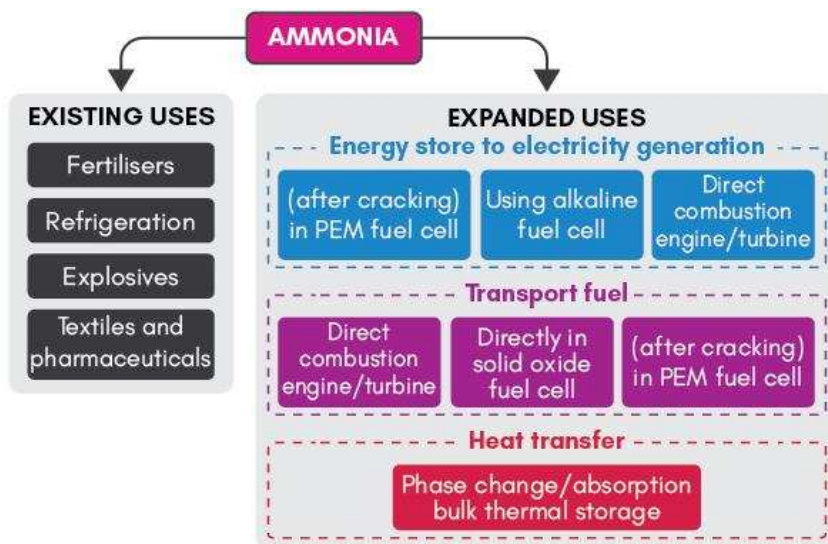 AMMONIA
EXISTING USES
Fertilisers
Refrigeration
Explosives
Textiles and
pharmaceuticals
EXPANDED USES
Energy store to electricity generation
(after cracking)
in PEM fuel cell
Using alkaline
fuel cell
Direct
combustion
engine/turbine
Transport fuel
Direct
combustion
engine/turbine
Directly in
solid oxide
fuel cell
(after cracking)
in PEM fuel cell
Heat transfer
Phase change/absorption
bulk thermal storage